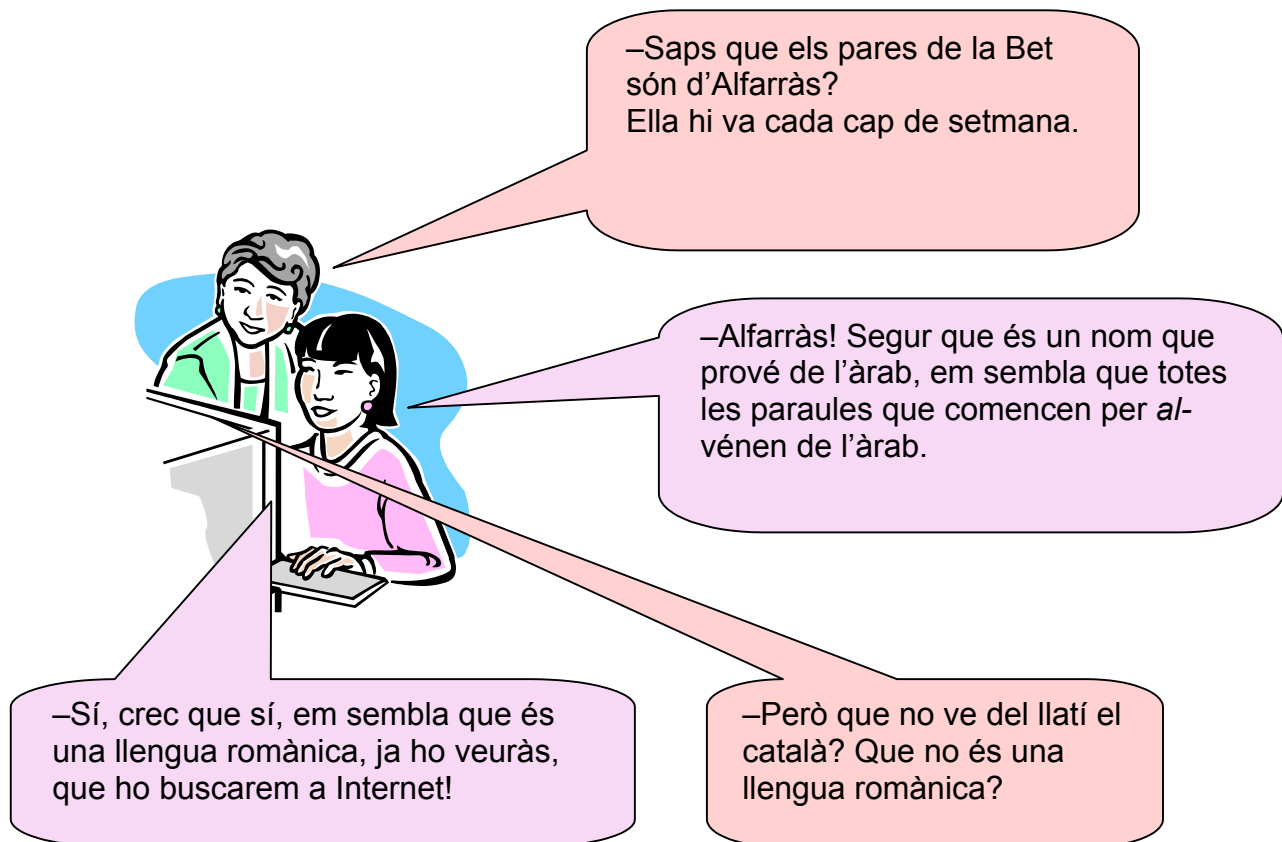 –Saps que els pares de la Bet
són d’Alfarràs?
Ella hi va cada cap de setmana.
–Alfarràs! Segur que és un nom que
prové de l’àrab, em sembla que totes
les paraules que comencen per al-
vénen de l’àrab.
–Però que no ve del llatí el
català? Que no és una
llengua romànica?
–Sí, crec que sí, em sembla que és
una llengua romànica, ja ho veuràs,
que ho buscarem a Internet!